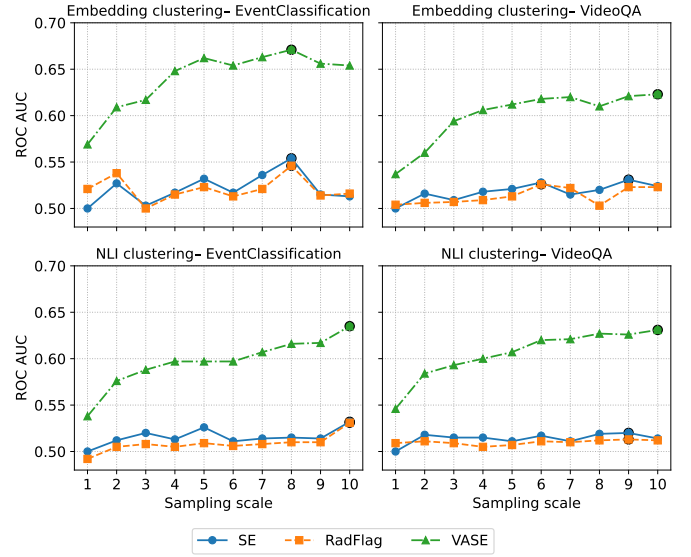 Embedding clustering– EventClassification
Embedding clustering– VideoQA
ROC AUC
0.70
0.65
0.60
0.55
0.50
NLI clustering– EventClassification
NLI clustering– VideoQA
ROC AUC
0.70
0.65
0.60
0.55
0.50
1 2 3 4 5 6 7 8 9 10
1 2 3 4 5 6 7 8 9 10
Sampling scale
Sampling scale
SE RadFlag VASE